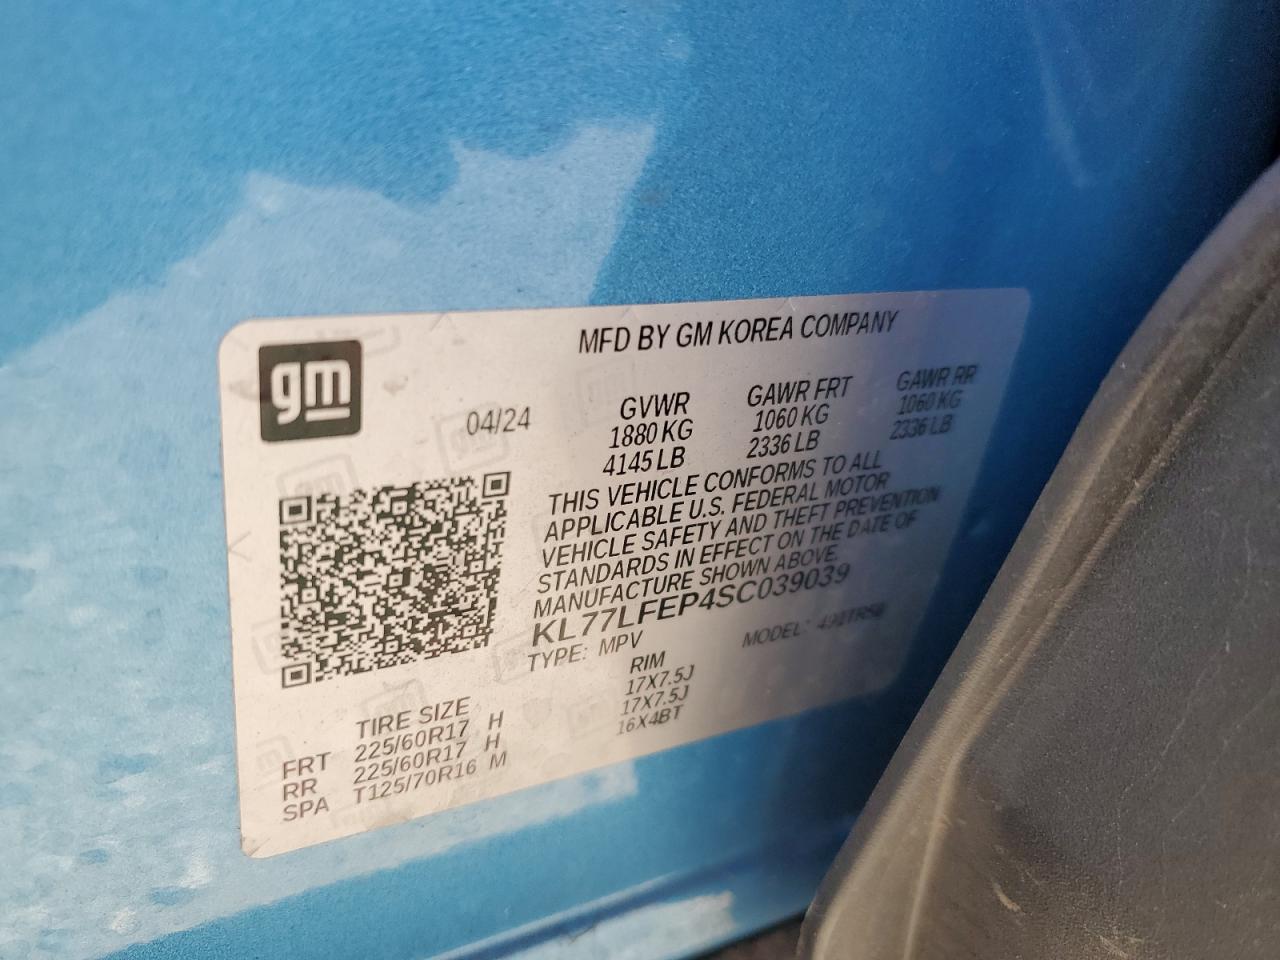 MFD BY GM KOREA COMPANY
gm
04/24
GVWR GAWR FRT GAWR RR
1880 KG 1060 KG 1060 KG
4145 LB 2336 LB 2336 LB
THIS VEHICLE CONFORMS TO ALL
APPLICABLE U.S. FEDERAL MOTOR
VEHICLE SAFETY AND THEFT PREVENTION
STANDARDS IN EFFECT ON THE DATE OF
MANUFACTURE SHOWN ABOVE.
KL77LFEP4SC039039
TYPE: MPV MODEL:
TIRE SIZE RIM
FRT 225/60R17 H 17X7.5J
RR 225/60R17 H 17X7.5J
SPA T125/70R16 M 16X4BT